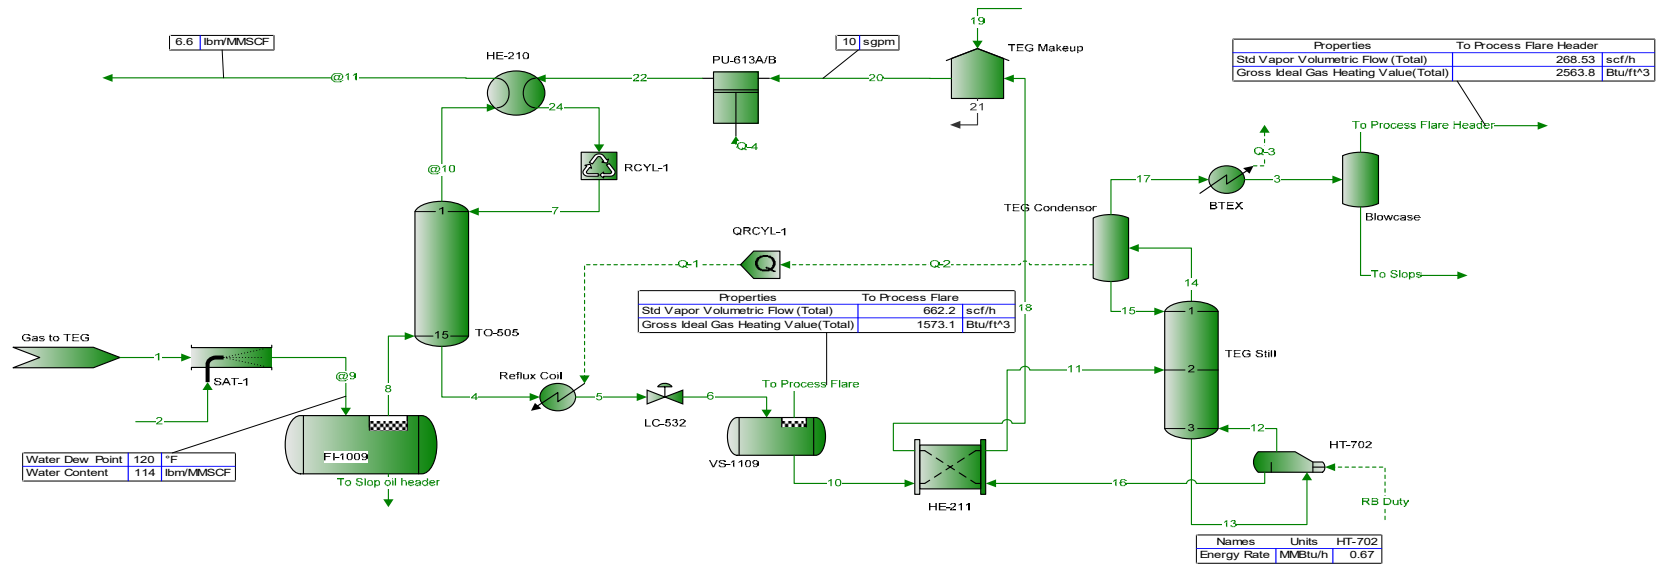 19
6.6 lbm/MMSCF
10 sgpm
TEG Makeup
Properties To Process Flare Header
Std Vapor Volumetric Flow (Total) 268.53 scf/h
Gross Ideal Gas Heating Value(Total) 2563.8 Btu/ft^3
HE-210
PU-613A/B
@11
22
20
24
21
To Process Flare Header
Q-4
Q-3
@10
RCYL-1
17
3
BTEX
1
7
TEG Condensor
Blowcase
QRCYL-1
Q
Q-1
Q-2
To Slops
14
Properties To Process Flare
Std Vapor Volumetric Flow (Total) 662.2 scf/h
Gross Ideal Gas Heating Value(Total) 1573.1 Btu/ft^3
18
15
1
15
TO-505
Gas to TEG
1
TEG Still
SAT-1
@9
8
Reflux Coil
11
2
To Process Flare
4
5
6
2
LC-532
12
3
HT-702
FI-1009
VS-1109
Water Dew Point 120 °F
Water Content 114 lbm/MMSCF
To Slop oil header
10
16
RB Duty
HE-211
13
Names Units HT-702
Energy Rate MMBtu/h 0.67